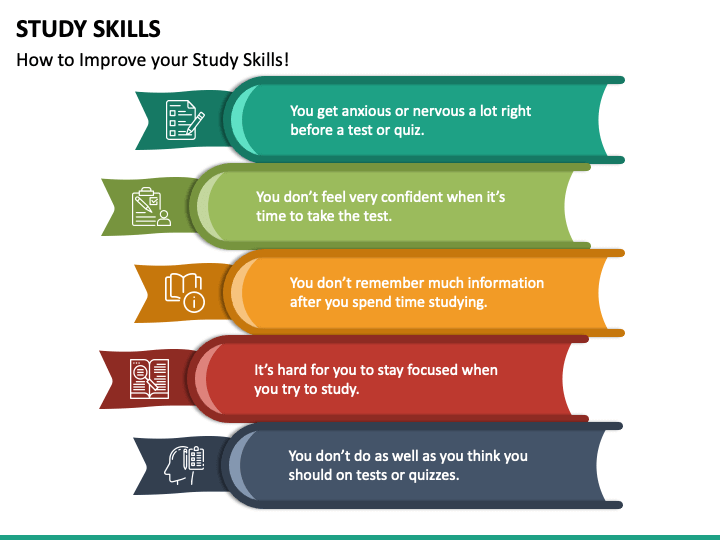 STUDY SKILLS
How to Improve your Study Skills!
You get anxious or nervous a lot right
before a test or quiz.
You don’t feel very confident when it’s
time to take the test.
You don’t remember much information
after you spend time studying.
It’s hard for you to stay focused when
you try to study.
You don’t do as well as you think you
should on tests or quizzes.